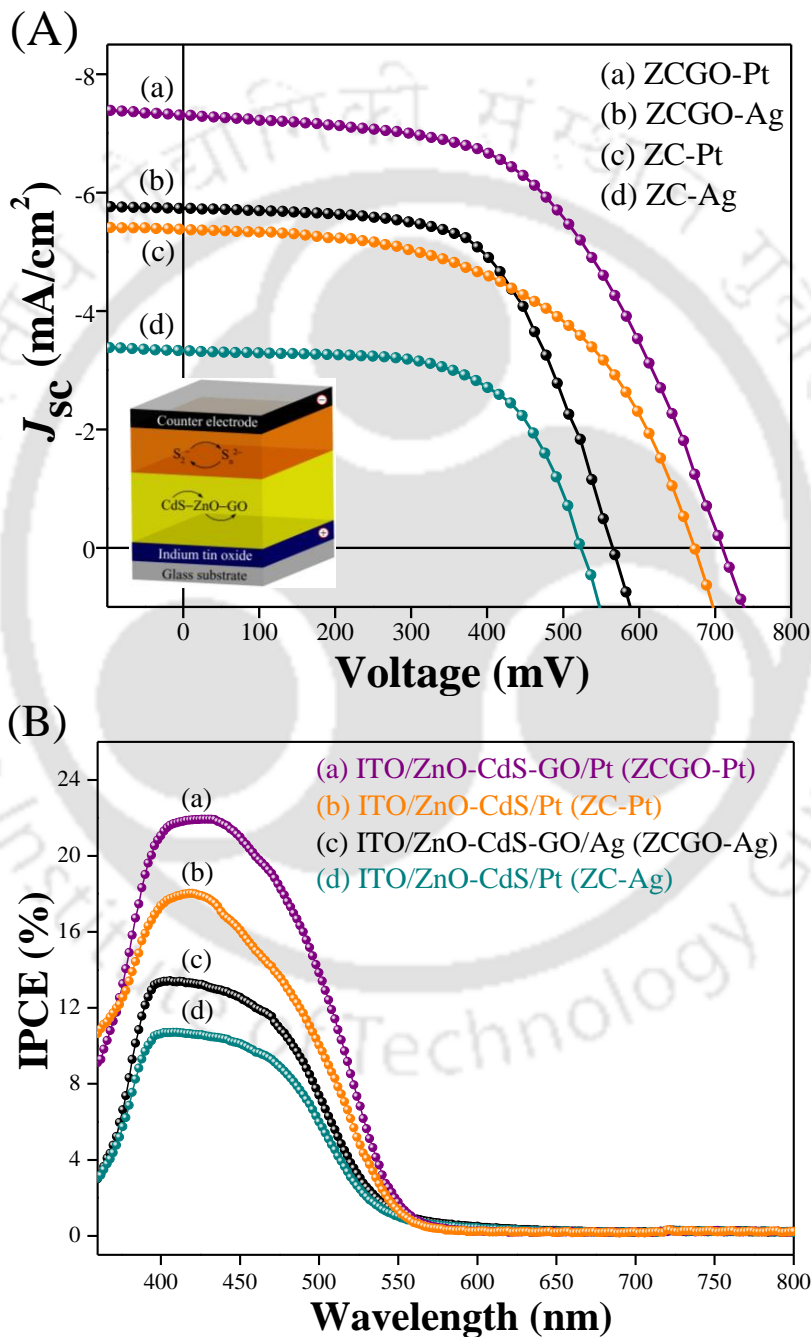 (A)
-8
-6
-4
-2
0
J_SC (mA/cm²)
(a)
(b)
(c)
(d)
(a) ZCGO-Pt
(b) ZCGO-Ag
(c) ZC-Pt
(d) ZC-Ag
Counter electrode
CdS–ZnO–GO
Indium tin oxide
Glass substrate
0 100 200 300 400 500 600 700 800
Voltage (mV)
(B)
24
20
16
12
8
4
0
IPCE (%)
(a) ITO/ZnO-CdS-GO/Pt (ZCGO-Pt)
(b) ITO/ZnO-CdS/Pt (ZC-Pt)
(c) ITO/ZnO-CdS-GO/Ag (ZCGO-Ag)
(d) ITO/ZnO-CdS/Pt (ZC-Ag)
(a)
(b)
(c)
(d)
of Technology
400 450 500 550 600 650 700 750 800
Wavelength (nm)